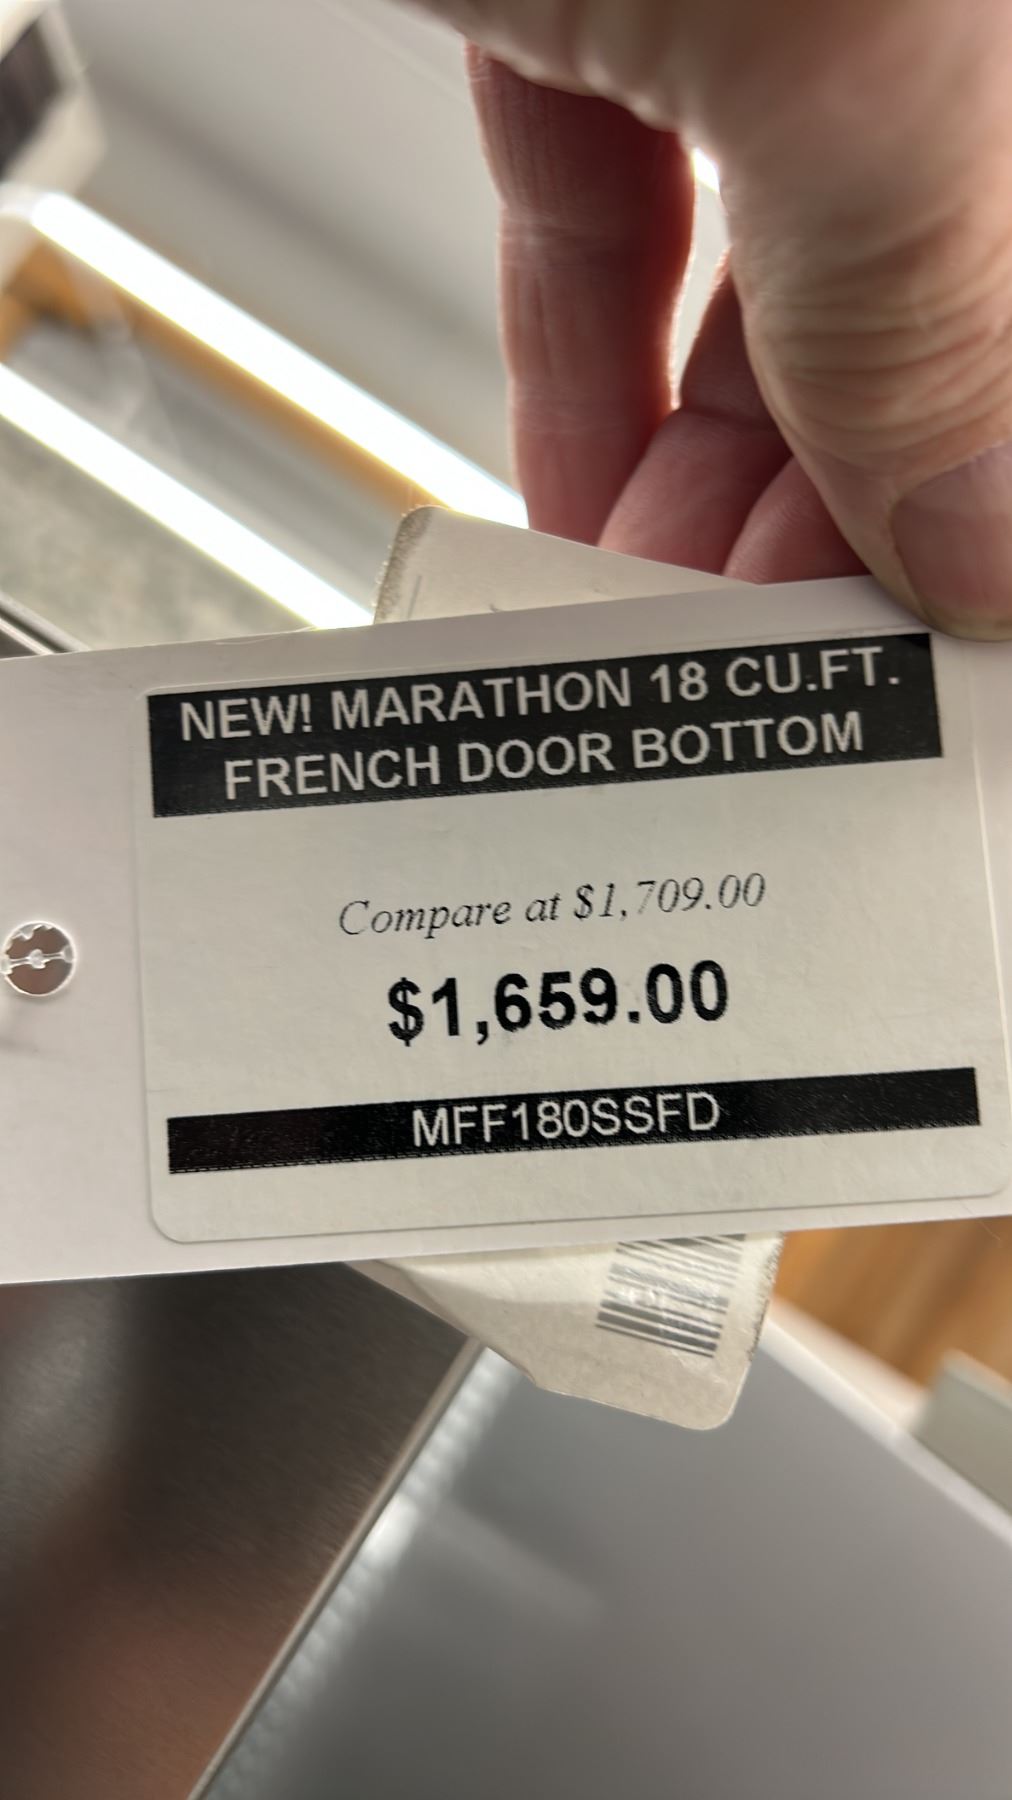 NEW! MARATHON 18 CU.FT.
FRENCH DOOR BOTTOM
Compare at $1,709.00
$1,659.00
MFF180SSFD